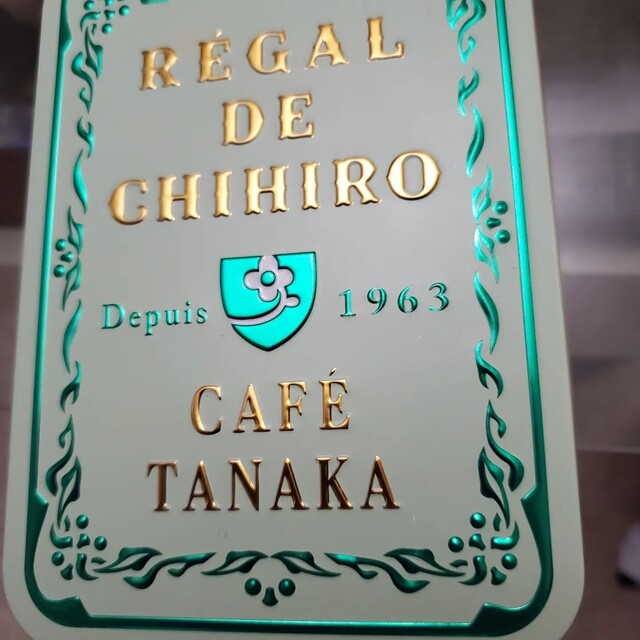 RÉGAL
DE
CHIHIRO
Depuis 1963
CAFÉ
TANAKA